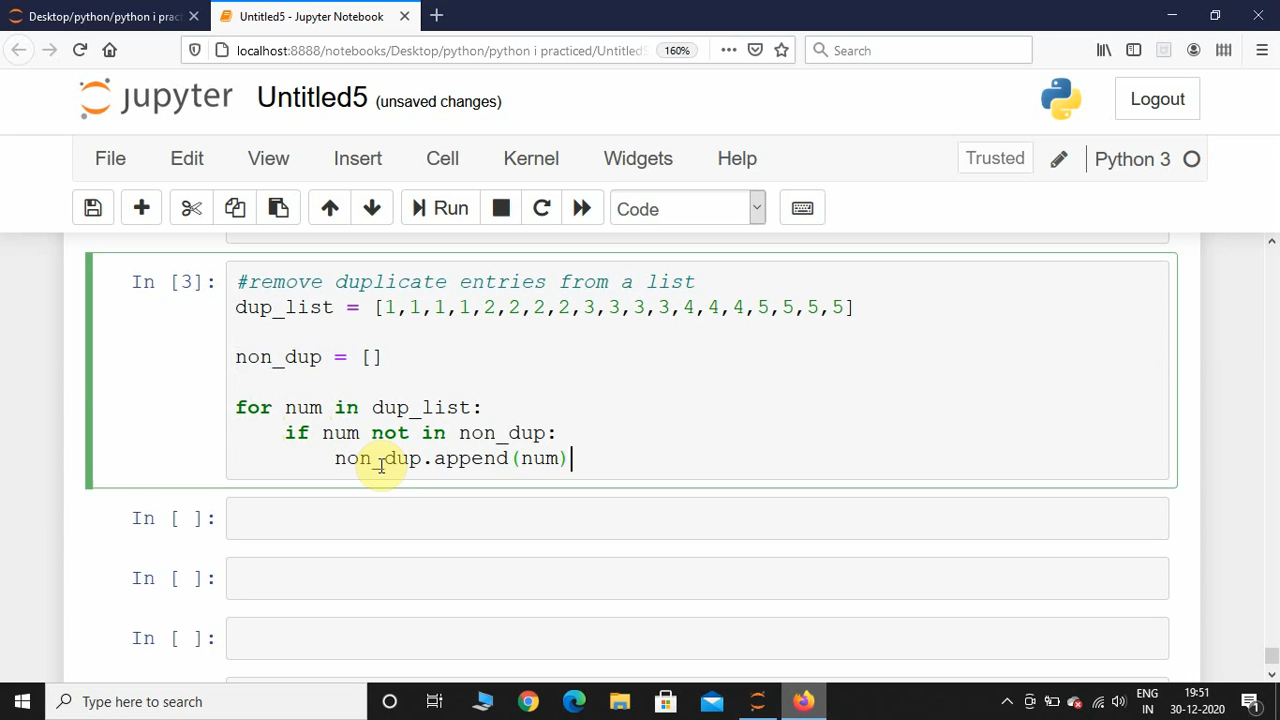 Desktop/python/python i prac
Untitled5 - Jupyter Notebook
localhost:8888/notebooks/Desktop/python/python i practiced/Untitled5
160%
Search
jupyter Untitled5 (unsaved changes)
Logout
File Edit View Insert Cell Kernel Widgets Help
Trusted
Python 3
Run
Code
In [3]:
#remove duplicate entries from a list
dup_list = [1,1,1,1,2,2,2,2,3,3,3,3,4,4,4,5,5,5,5]
non_dup = []
for num in dup_list:
if num not in non_dup:
non_dup.append(num)
In [ ]:
In [ ]:
In [ ]:
Type here to search
ENG
IN
19:51
30-12-2020
1